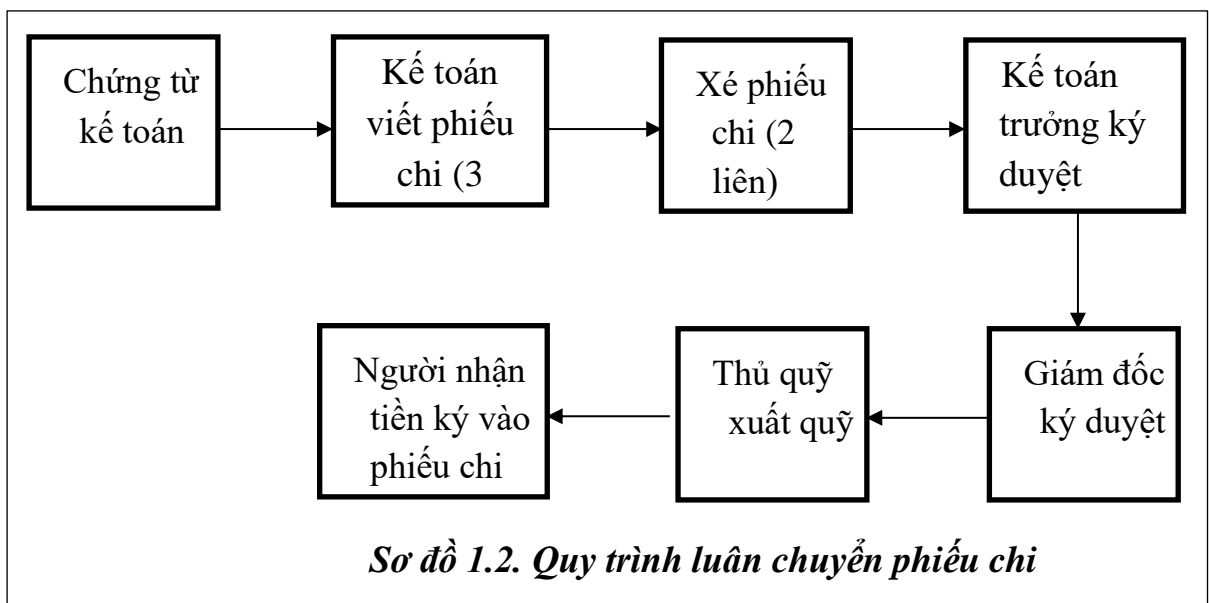 Chứng từ
kế toán
Kế toán
viết phiếu
chi (3
Xé phiếu
chi (2
liên)
Kế toán
trưởng ký
duyệt
Giám đốc
ký duyệt
Thủ quỹ
xuất quỹ
Người nhận
tiền ký vào
phiếu chi
Sơ đồ 1.2. Quy trình luân chuyển phiếu chi